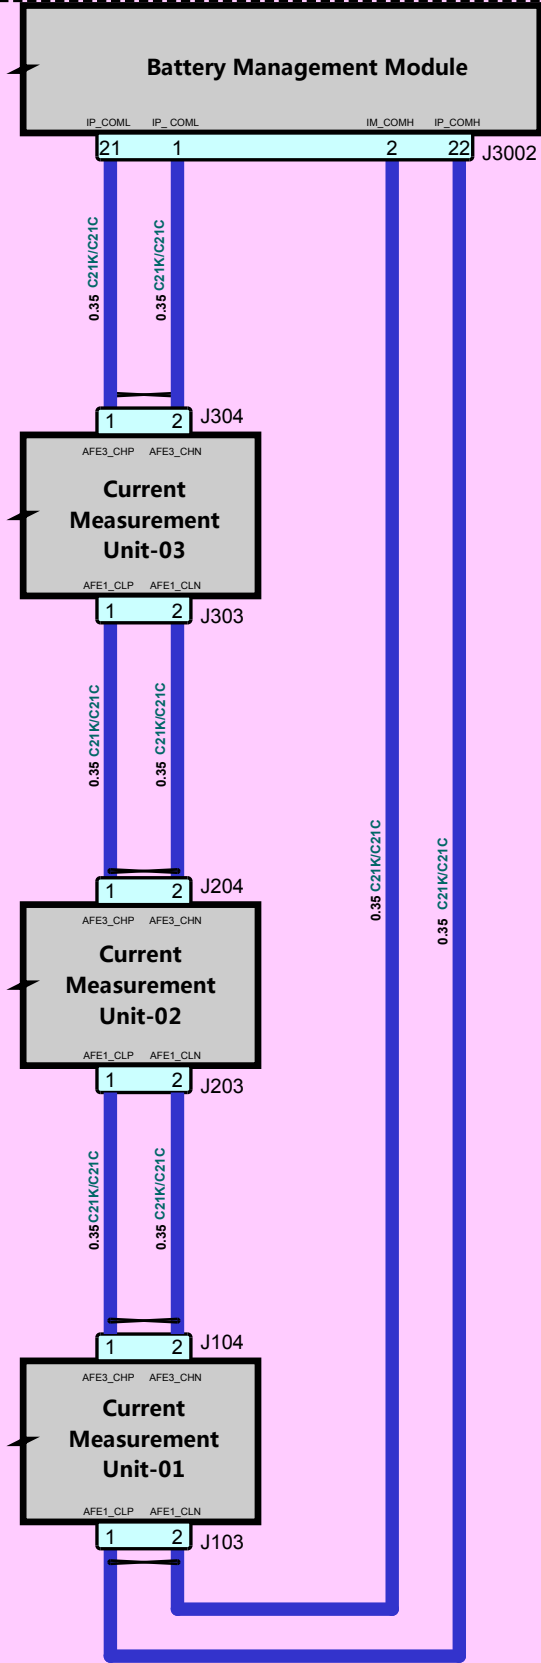 Battery Management Module
IP_COML IP_ COML IM_COMH IP_COMH
21 1 2 22 J3002
0.35 C21K/C21C
0.35 C21K/C21C
1 2 J304
AFE3_CHP AFE3_CHN
Current
Measurement
Unit-03
AFE1_CLP AFE1_CLN
1 2 J303
0.35 C21K/C21C
0.35 C21K/C21C
0.35 C21K/C21C
0.35 C21K/C21C
1 2 J204
AFE3_CHP AFE3_CHN
Current
Measurement
Unit-02
AFE1_CLP AFE1_CLN
1 2 J203
0.35 C21K/C21C
0.35 C21K/C21C
1 2 J104
AFE3_CHP AFE3_CHN
Current
Measurement
Unit-01
AFE1_CLP AFE1_CLN
1 2 J103